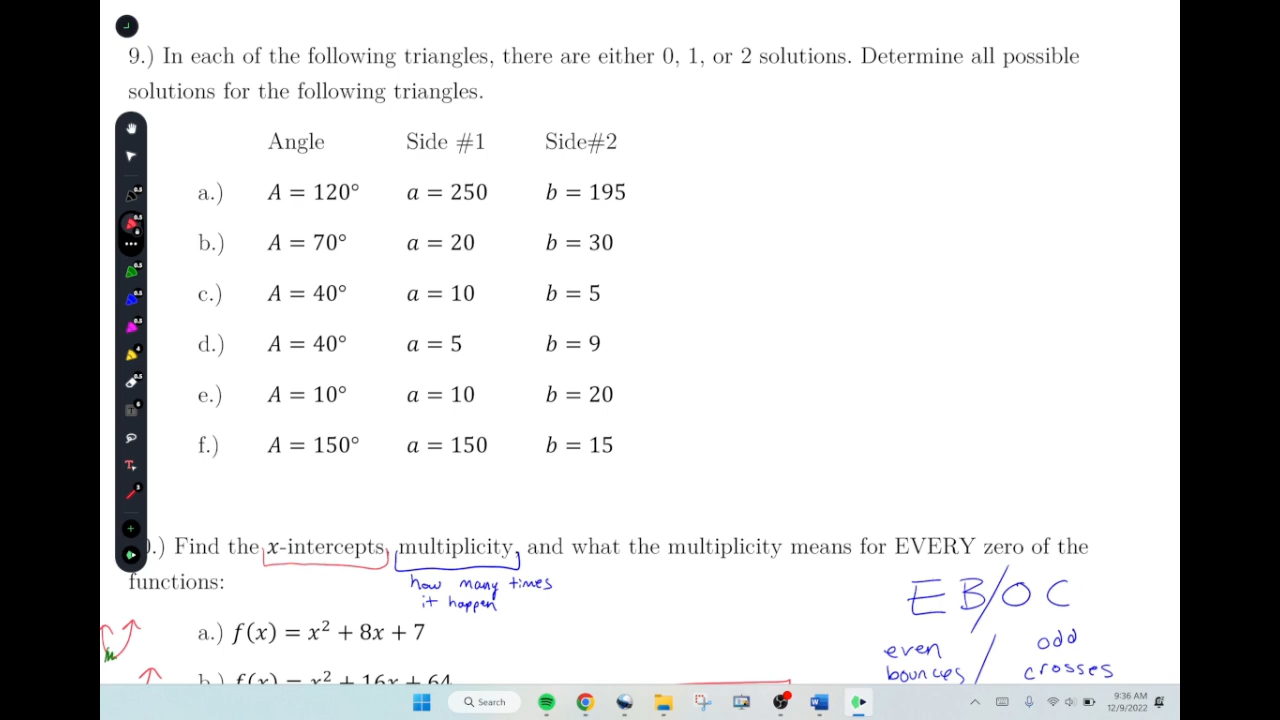 9.) In each of the following triangles, there are either 0, 1, or 2 solutions. Determine all possible
solutions for the following triangles.
Angle Side #1 Side#2
a.) A = 120° a = 250 b = 195
b.) A = 70° a = 20 b = 30
c.) A = 40° a = 10 b = 5
d.) A = 40° a = 5 b = 9
e.) A = 10° a = 10 b = 20
f.) A = 150° a = 150 b = 15
.) Find the x-intercepts, multiplicity, and what the multiplicity means for EVERY zero of the
functions:
how many times
it happen
E B/O C
even
bounces
odd
crosses
a.) f(x) = x² + 8x + 7
b.) f(x) = x² + 16x + 64
Search
9:36 AM
12/9/2022